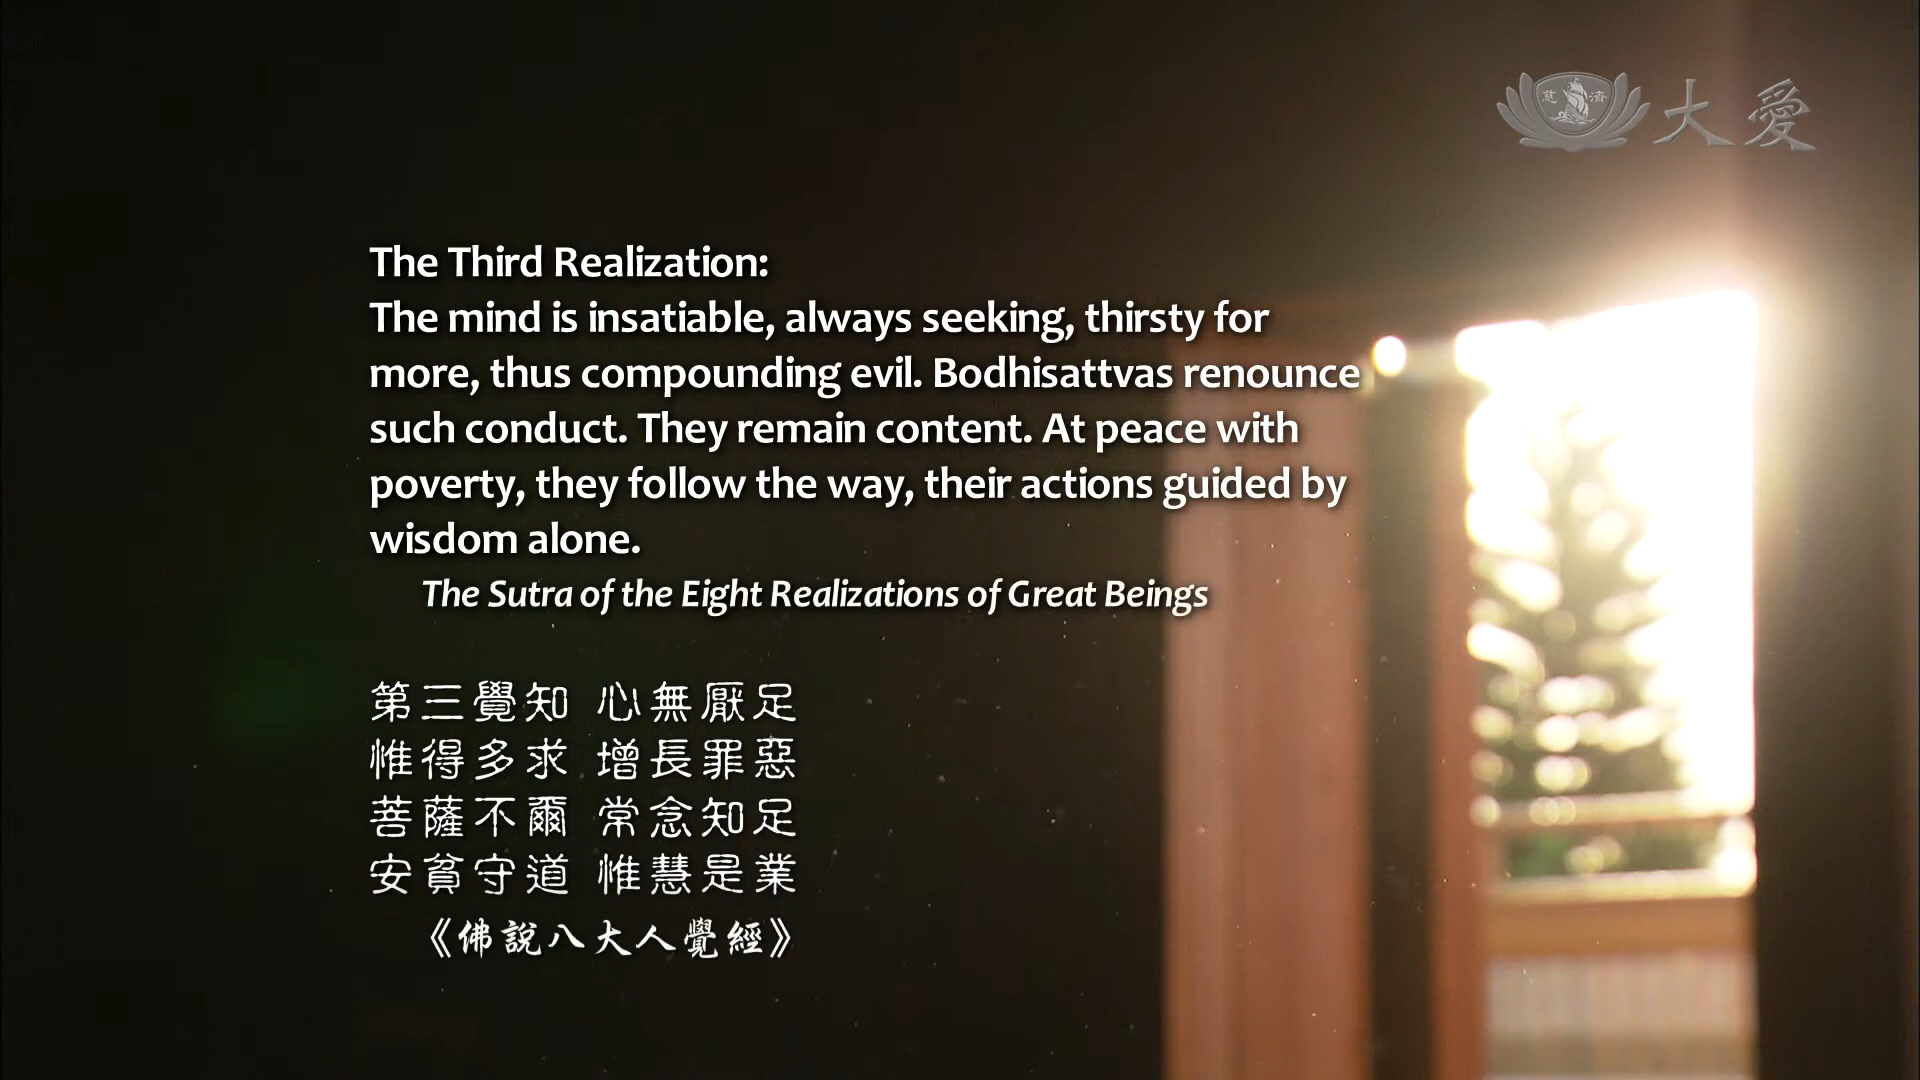 慈濟
大愛
The Third Realization:
The mind is insatiable, always seeking, thirsty for
more, thus compounding evil. Bodhisattvas renounce
such conduct. They remain content. At peace with
poverty, they follow the way, their actions guided by
wisdom alone.
The Sutra of the Eight Realizations of Great Beings
第三覺知 心無厭足
惟得多求 增長罪惡
菩薩不爾 常念知足
安貧守道 惟慧是業
《佛說八大人覺經》